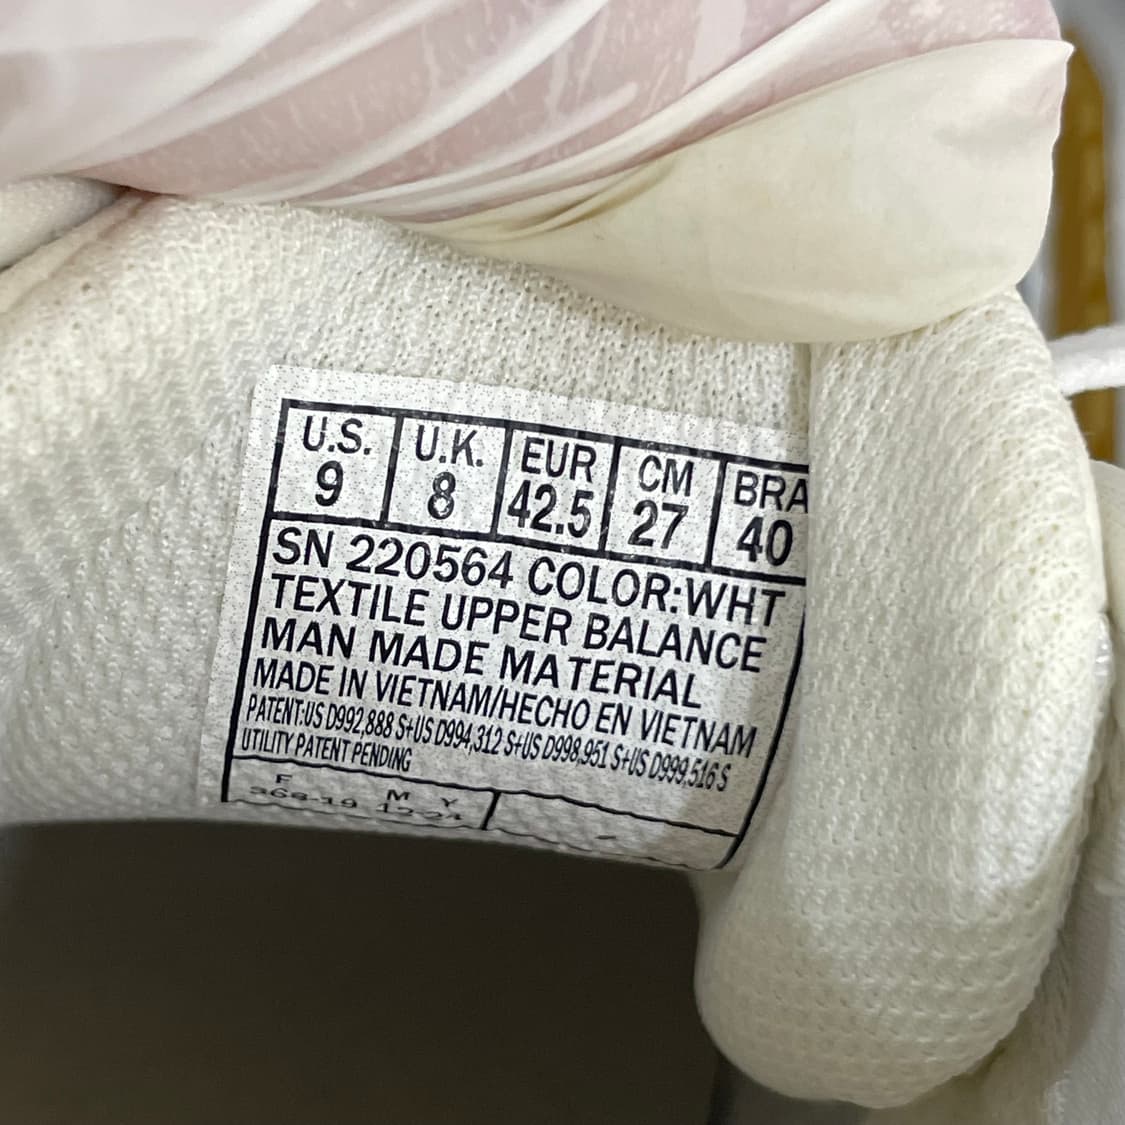 U.S. U.K. EUR CM BRA
9 8 42.5 27 40
SN 220564 COLOR:WHT
TEXTILE UPPER BALANCE
MAN MADE MATERIAL
MADE IN VIETNAM/HECHO EN VIETNAM
PATENT:US D992,888 S+US D994,312 S+US D998,951 S+US D999,516 S
UTILITY PATENT PENDING
F M Y
12-24